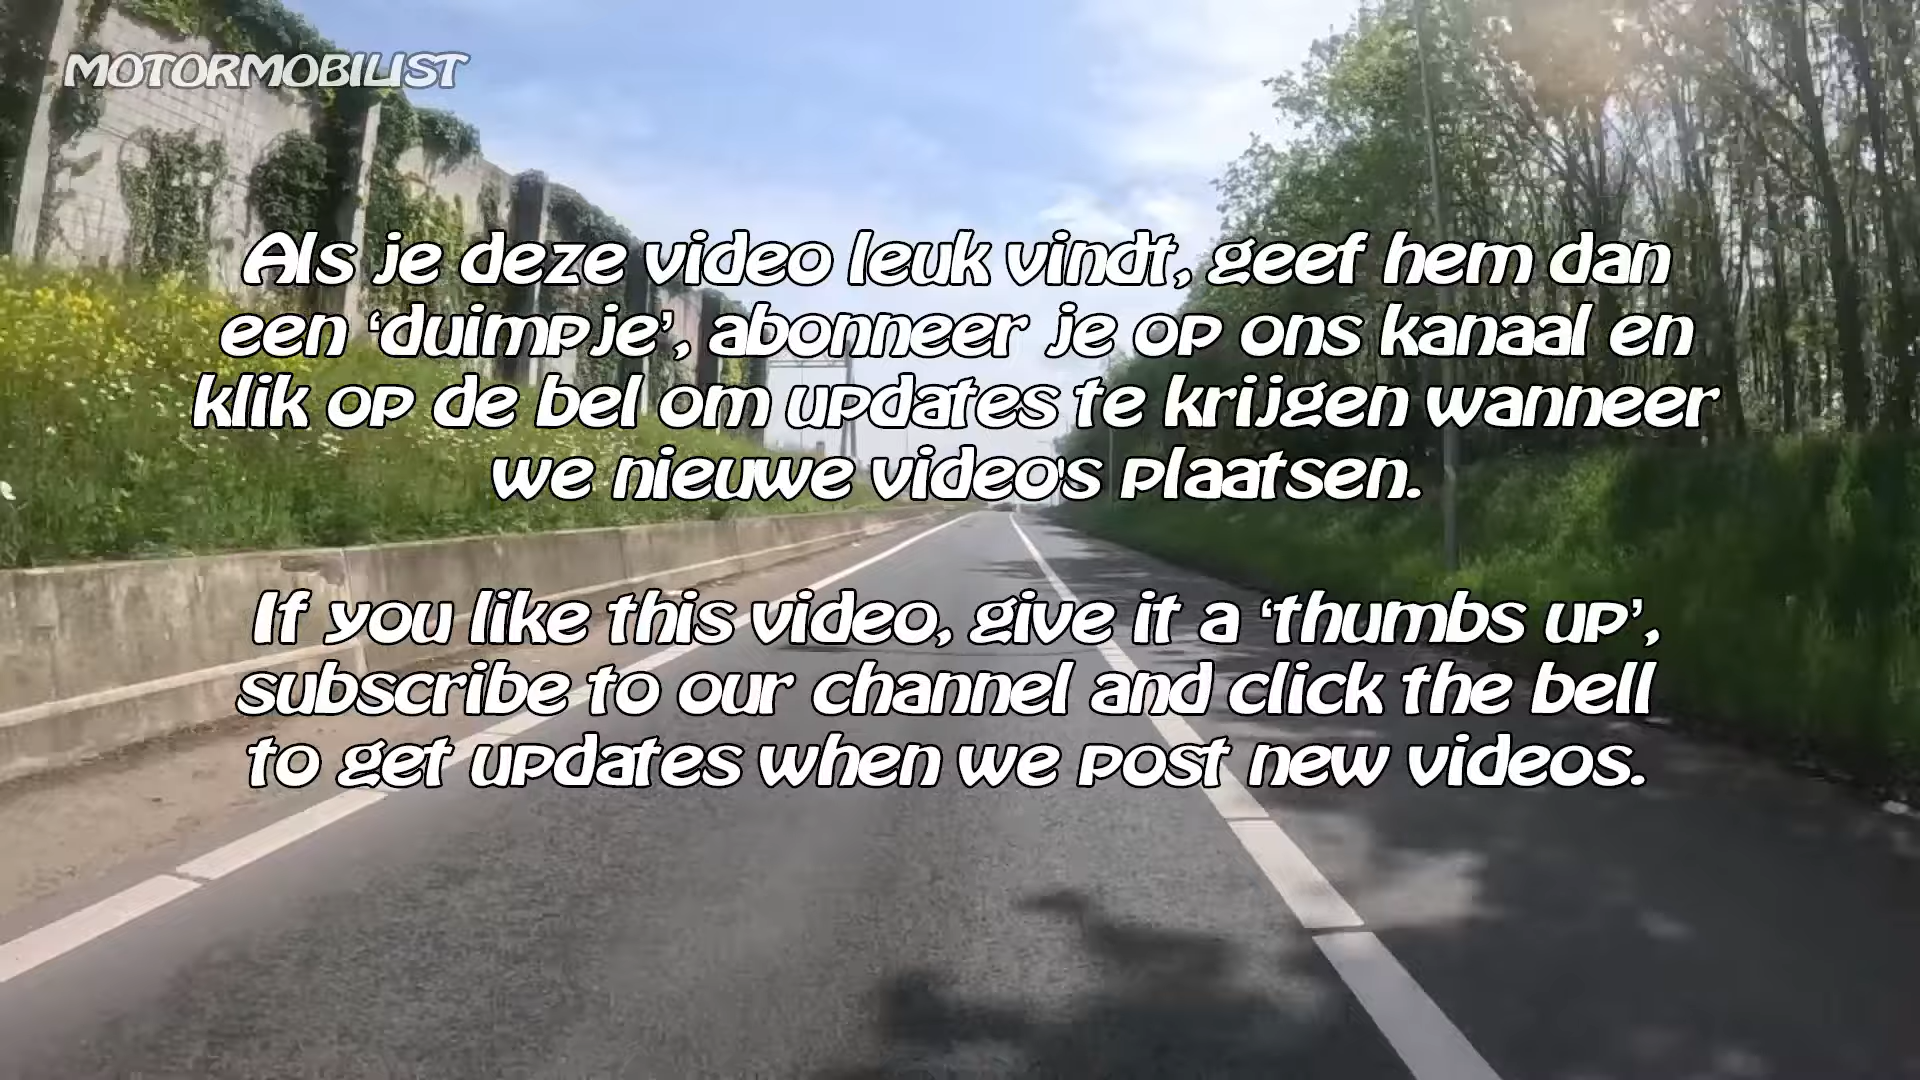 MOTORMOBILIST
Als je deze video leuk vindt, geef hem dan
een ‘duimpje’, abonneer je op ons kanaal en
klik op de bel om updates te krijgen wanneer
we nieuwe video's plaatsen.
If you like this video, give it a ‘thumbs up’,
subscribe to our channel and click the bell
to get updates when we post new videos.